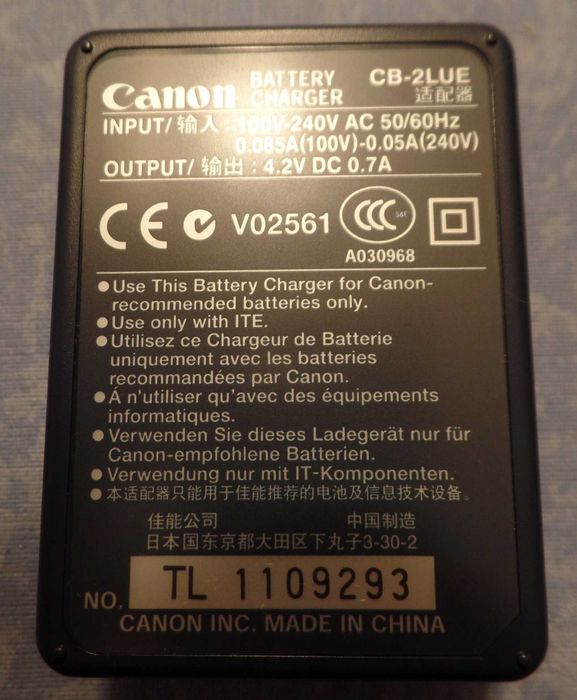 Canon BATTERY CHARGER CB-2LUE 适配器
INPUT/输入 : 100V-240V AC 50/60Hz
0.085A(100V)-0.05A(240V)
OUTPUT/ 输出 : 4.2V DC 0.7A
CE V02561 CCC S&E
A030968
●Use This Battery Charger for Canon-
recommended batteries only.
●Use only with ITE.
●Utilisez ce Chargeur de Batterie
uniquement avec les batteries
recommandées par Canon.
●Á n'utiliser qu'avec des équipements
informatiques.
●Verwenden Sie dieses Ladegerät nur für
Canon-empfohlene Batterien.
●Verwendung nur mit IT-Komponenten.
●本适配器只能用于佳能推荐的电池及信息技术设备。
佳能公司 中国制造
日本国东京都大田区下丸子3-30-2
NO. TL 1109293
CANON INC. MADE IN CHINA